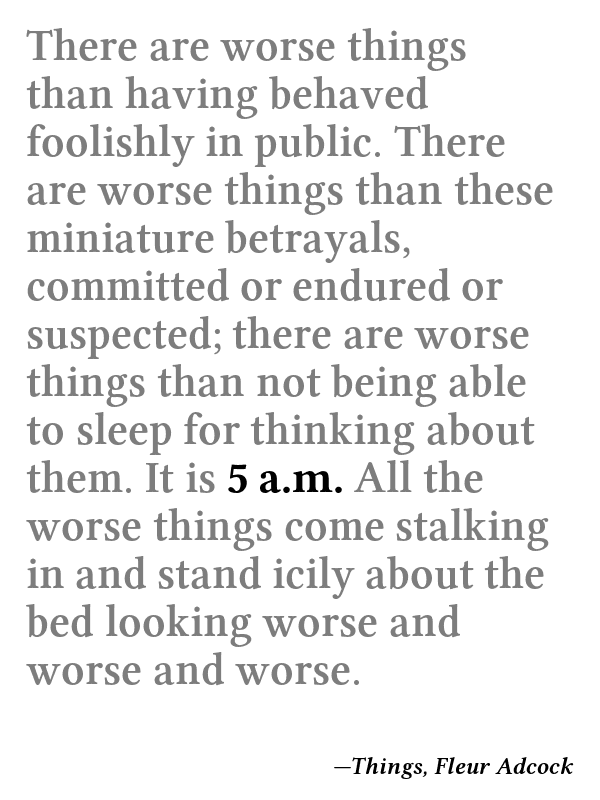 There are worse things
than having behaved
foolishly in public. There
are worse things than these
miniature betrayals,
committed or endured or
suspected; there are worse
things than not being able
to sleep for thinking about
them. It is 5 a.m. All the
worse things come stalking
in and stand icily about the
bed looking worse and
worse and worse.
—Things, Fleur Adcock